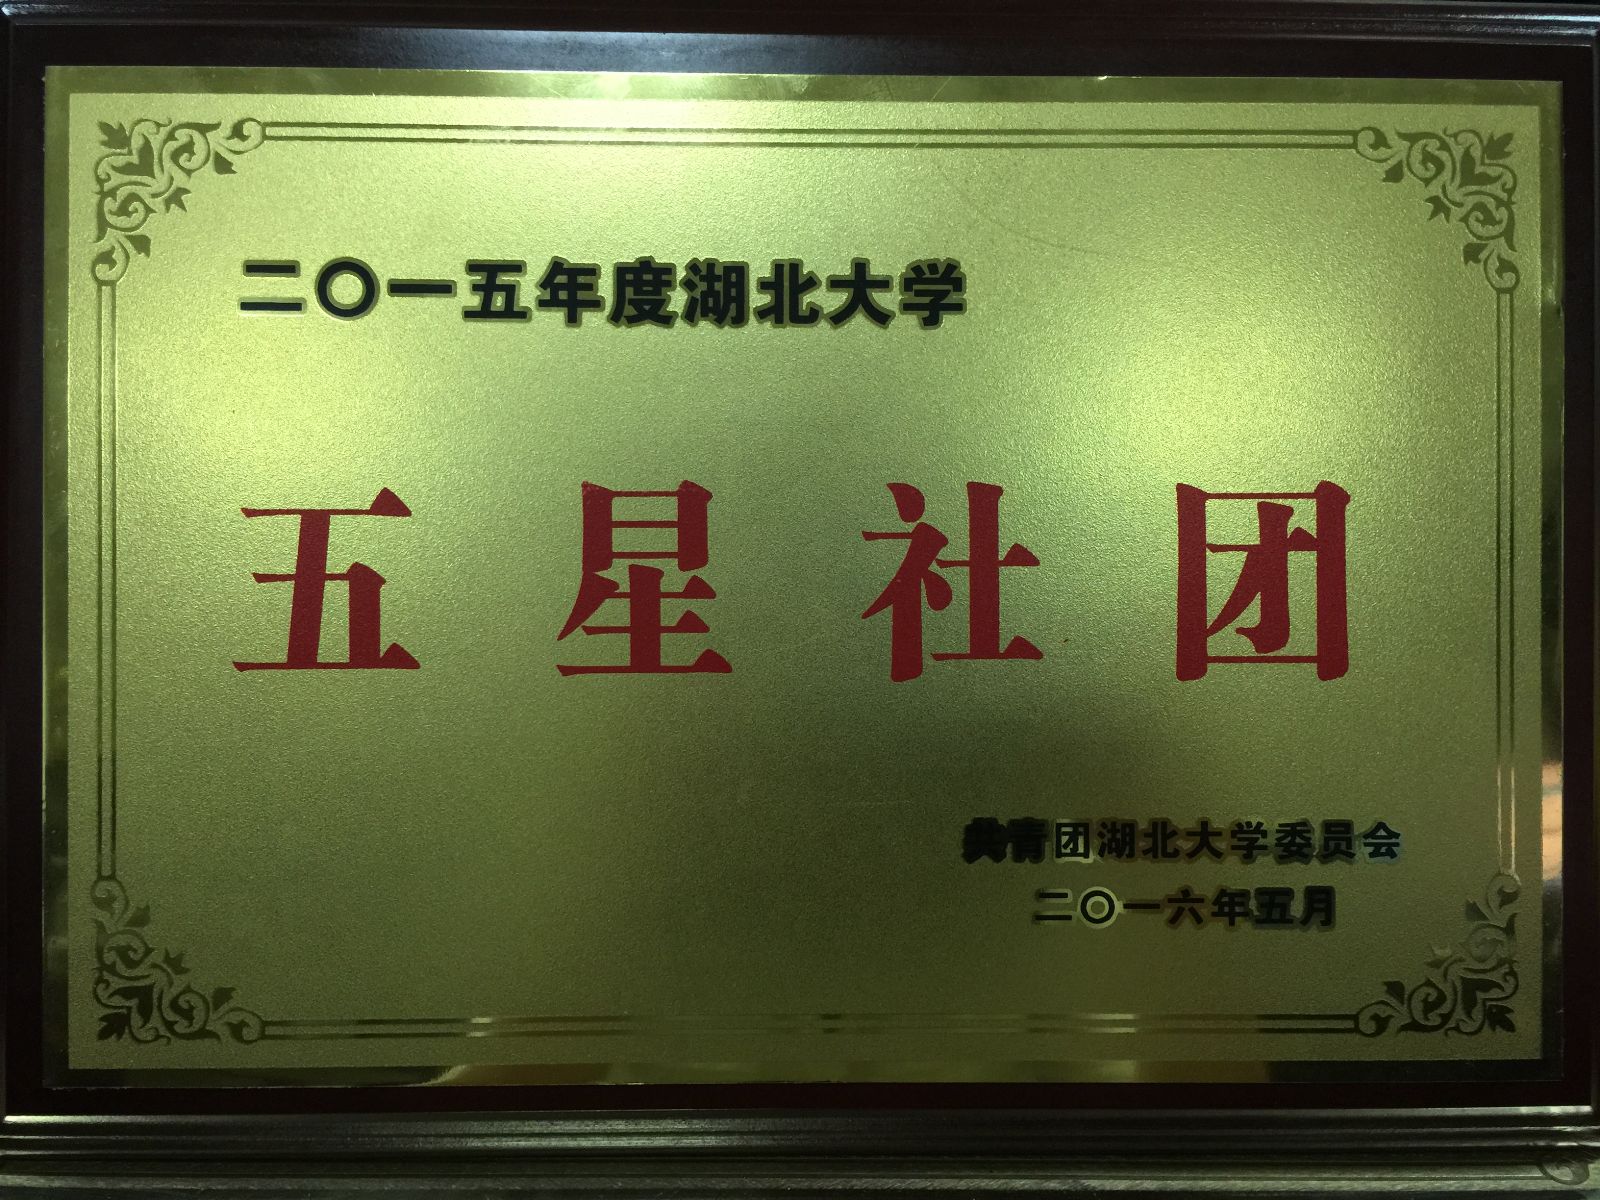 二〇一五年度湖北大学
五星社团
共青团湖北大学委员会
二〇一六年五月